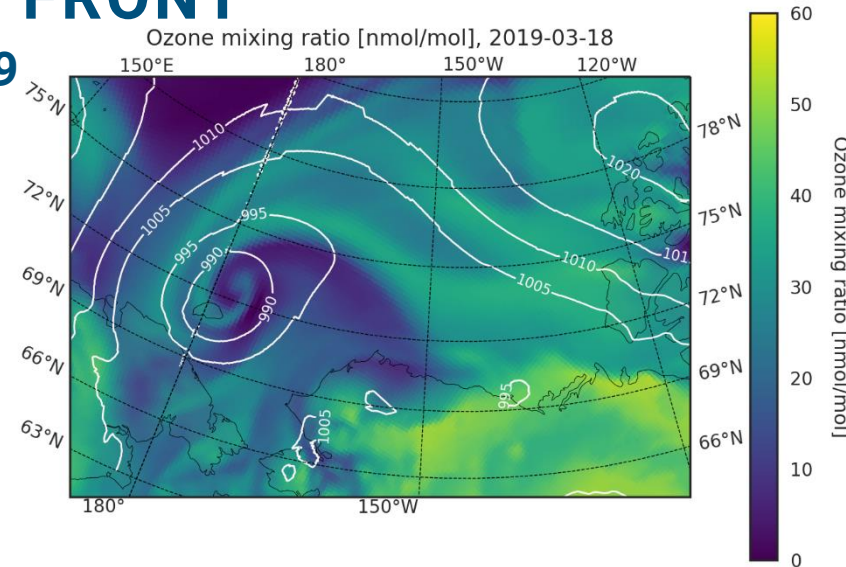 FRONT
9
Ozone mixing ratio [nmol/mol], 2019-03-18
150°E 180° 150°W 120°W
75°N
72°N
69°N
66°N
63°N
78°N
75°N
72°N
69°N
66°N
180° 150°W
1010
1005
995
995
990
990
1020
1010
101
1005
995
1005
60
50
40
30
20
10
0
Ozone mixing ratio [nmol/mol]